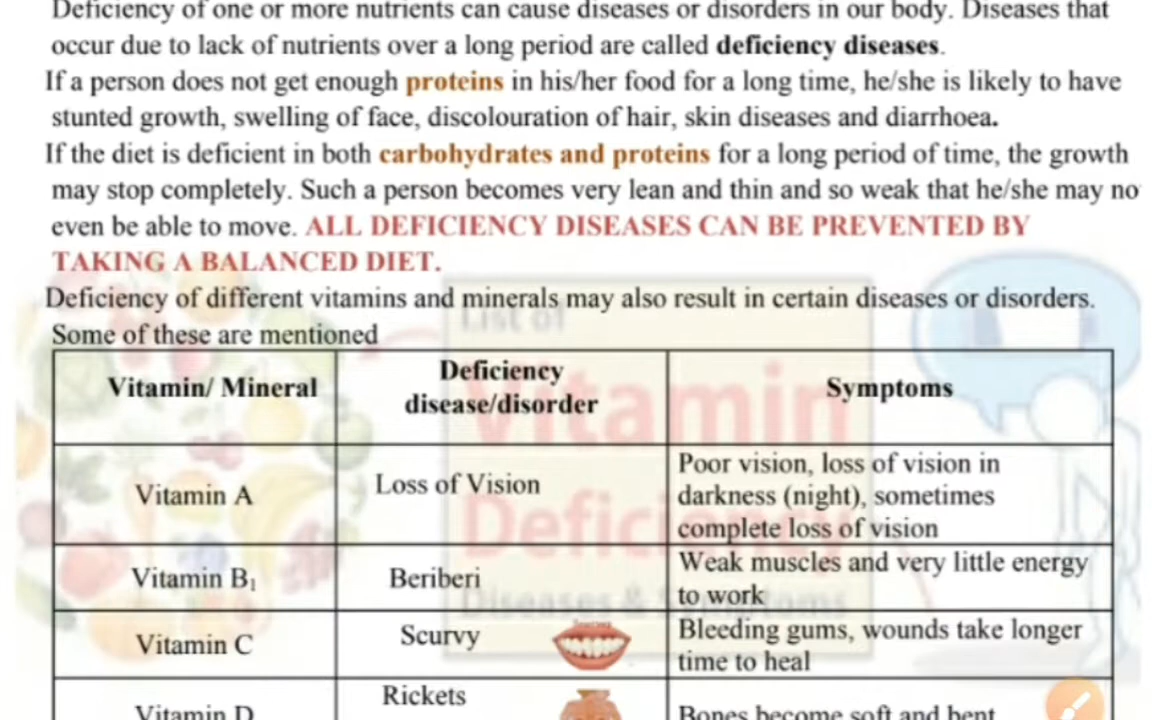 Deficiency of one or more nutrients can cause diseases or disorders in our body. Diseases that
occur due to lack of nutrients over a long period are called deficiency diseases.
If a person does not get enough proteins in his/her food for a long time, he/she is likely to have
stunted growth, swelling of face, discolouration of hair, skin diseases and diarrhoea.
If the diet is deficient in both carbohydrates and proteins for a long period of time, the growth
may stop completely. Such a person becomes very lean and thin and so weak that he/she may no
even be able to move. ALL DEFICIENCY DISEASES CAN BE PREVENTED BY
TAKING A BALANCED DIET.
Deficiency of different vitamins and minerals may also result in certain diseases or disorders.
Some of these are mentioned
List of
Vitamin
Deficiency
Diseases & Symptoms
Vitamin/ Mineral
Deficiency
disease/disorder
Symptoms
Vitamin A
Loss of Vision
Poor vision, loss of vision in
darkness (night), sometimes
complete loss of vision
Vitamin B₁
Beriberi
Weak muscles and very little energy
to work
Vitamin C
Scurvy
Bleeding gums, wounds take longer
time to heal
Vitamin D
Rickets
Bones become soft and bent